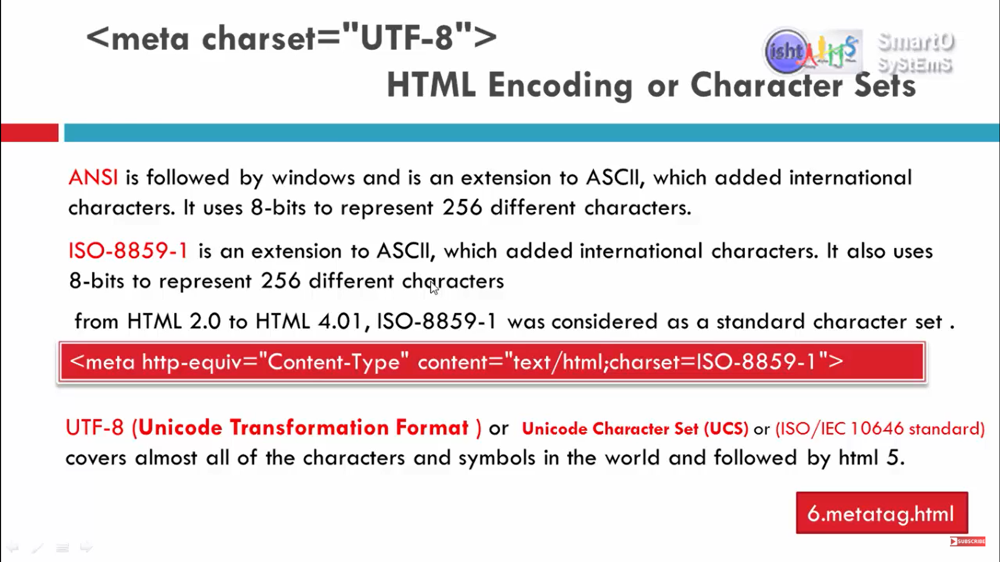 <meta charset="UTF-8">
isht AIMS SmartO
SyStEmS
HTML Encoding or Character Sets
ANSI is followed by windows and is an extension to ASCII, which added international
characters. It uses 8-bits to represent 256 different characters.
ISO-8859-1 is an extension to ASCII, which added international characters. It also uses
8-bits to represent 256 different characters
from HTML 2.0 to HTML 4.01, ISO-8859-1 was considered as a standard character set .
<meta http-equiv="Content-Type" content="text/html;charset=ISO-8859-1">
UTF-8 (Unicode Transformation Format ) or Unicode Character Set (UCS) or (ISO/IEC 10646 standard)
covers almost all of the characters and symbols in the world and followed by html 5.
6.metatag.html
SUBSCRIBE